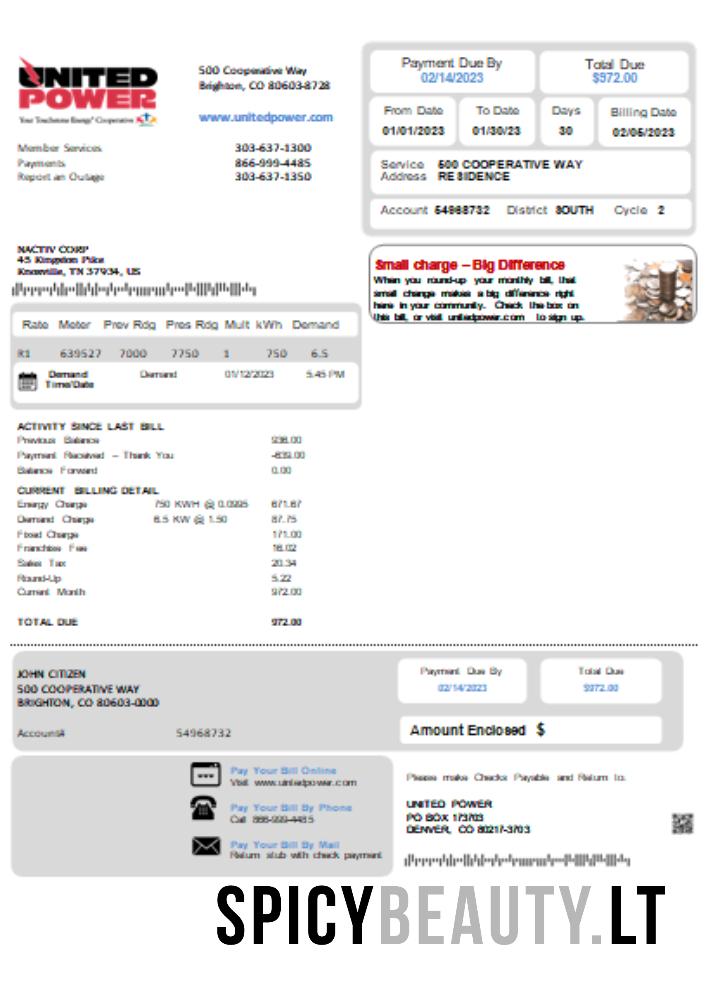 UNITED
POWER
Your Touchstone Energy® Cooperative
500 Cooperative Way
Brighton, CO 80603-8728
www.unitedpower.com
Member Services 303-637-1300
Payments 866-999-4485
Report an Outage 303-637-1350
Payment Due By
02/14/2023
Total Due
$972.00
From Date To Date Days Billing Date
01/01/2023 01/30/23 30 02/05/2023
Service Address 500 COOPERATIVE WAY
RESIDENCE
Account 54968732 District SOUTH Cycle 2
NACTIV CORP
45 Kingston Pike
Knoxville, TN 37934, US
Small charge – Big Difference
When you round-up your monthly bill, that
small change makes a big difference right
here in your community. Check the box on
this bill, or visit unitedpower.com to sign up.
Rate Meter Prev Rdg Pres Rdg Mult kWh Demand
R1 639527 7000 7750 1 750 6.5
Demand Time/Date Demand 01/12/2023 5:45 PM
ACTIVITY SINCE LAST BILL
Previous Balance 936.00
Payment Received – Thank You
Balance Forward 0.00
CURRENT BILLING DETAIL
Energy Charge 750 KWH @ 0.0995 671.67
Demand Charge 6.5 KW @ 1.50 87.75
Fixed Charge 171.00
Franchise Fee 16.02
Sales Tax 20.34
Round-Up 5.22
Current Month 972.00
TOTAL DUE 972.00
JOHN CITIZEN
500 COOPERATIVE WAY
BRIGHTON, CO 80603-0000
Account# 54968732
Payment Due By
02/14/2023
Total Due
$972.00
Amount Enclosed $
Pay Your Bill Online
Visit www.unitedpower.com
Pay Your Bill By Phone
Call 866-999-4485
Pay Your Bill By Mail
Return stub with check payment
Please make Checks Payable and Return to:
UNITED POWER
PO BOX 173703
DENVER, CO 80217-3703
SPICYBEAUTY.LT